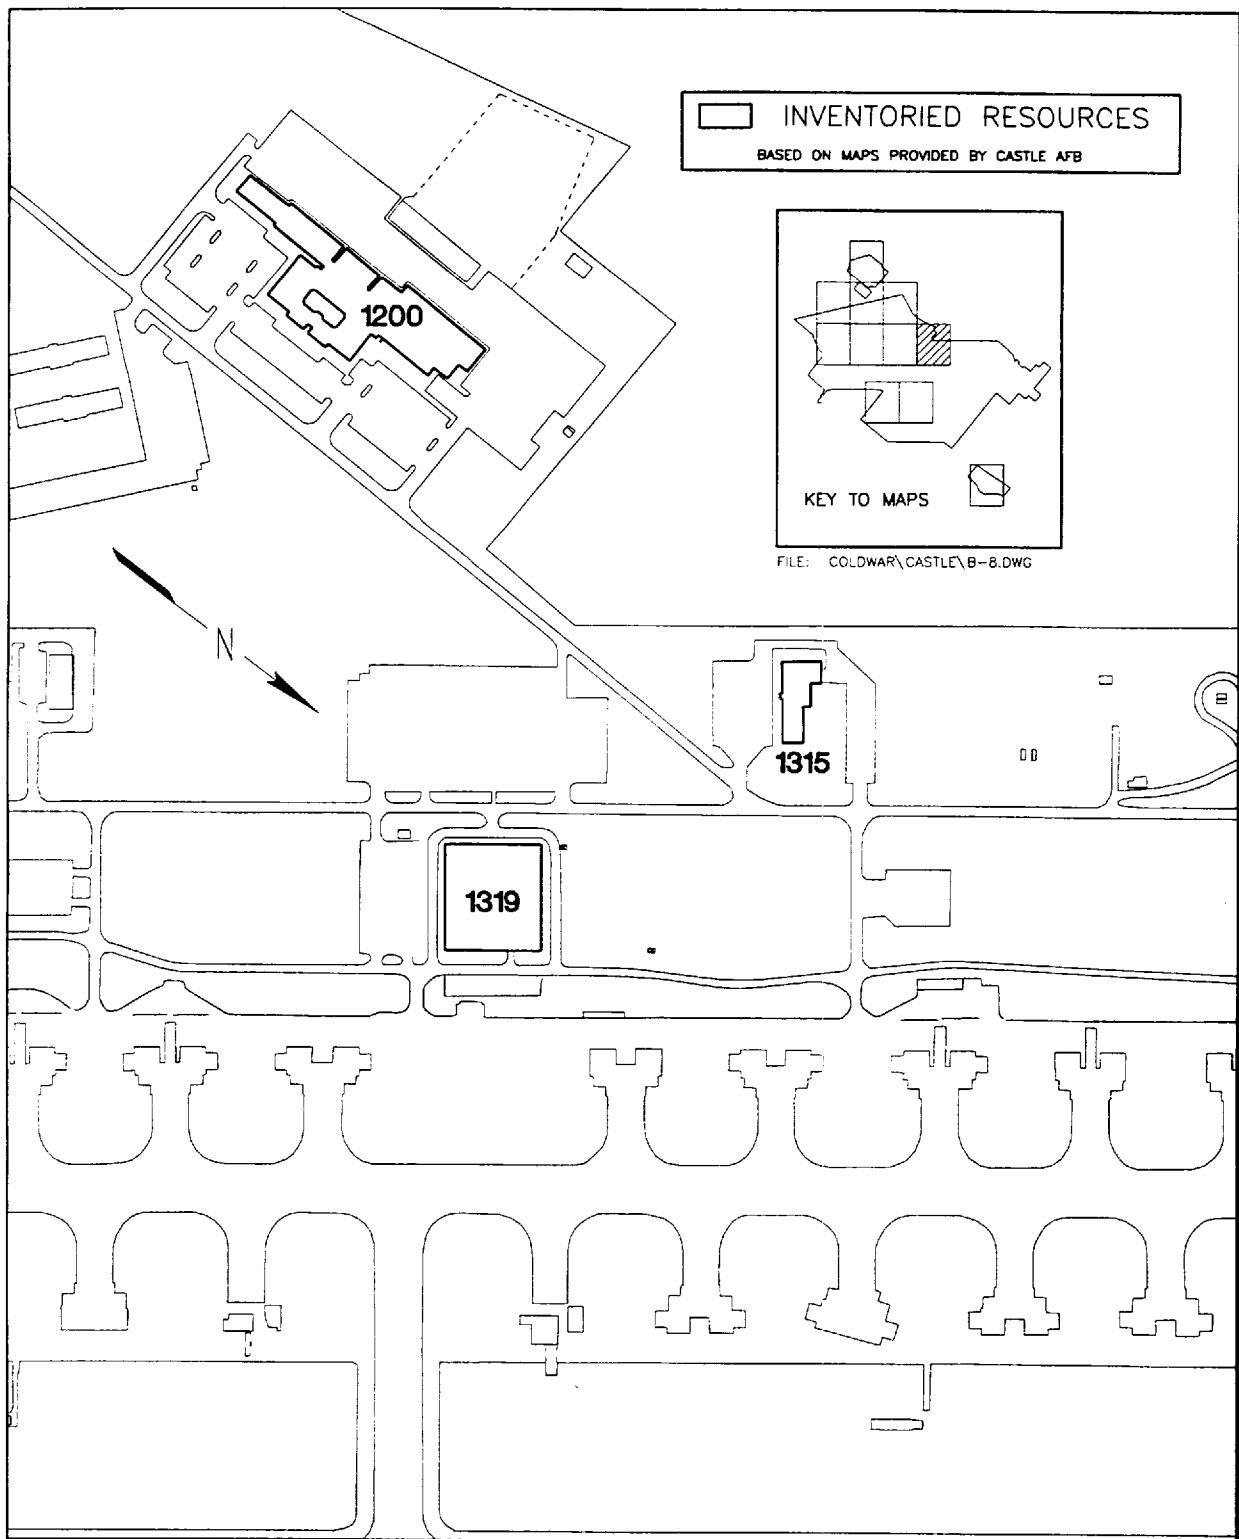 INVENTORIED RESOURCES
BASED ON MAPS PROVIDED BY CASTLE AFB
1200
KEY TO MAPS
FILE: COLDWAR\CASTLE\B-8.DWG
N
1315
1319